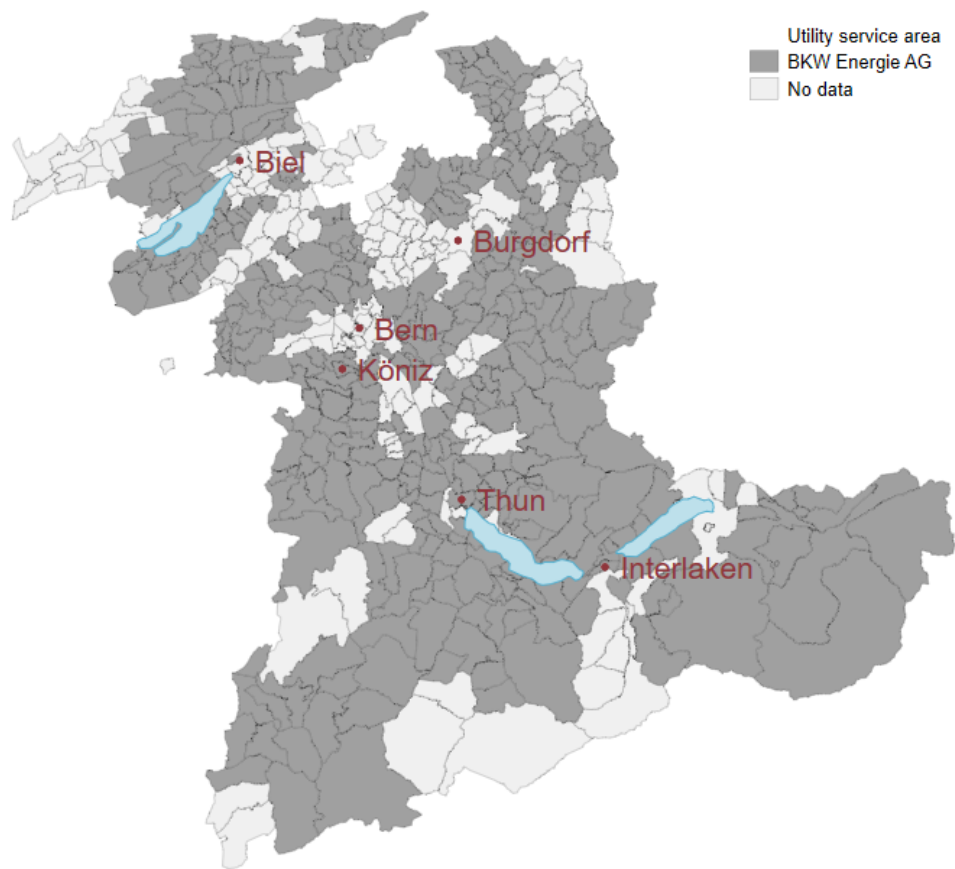 Utility service area
BKW Energie AG
No data
Biel
Burgdorf
Bern
Köniz
Thun
Interlaken